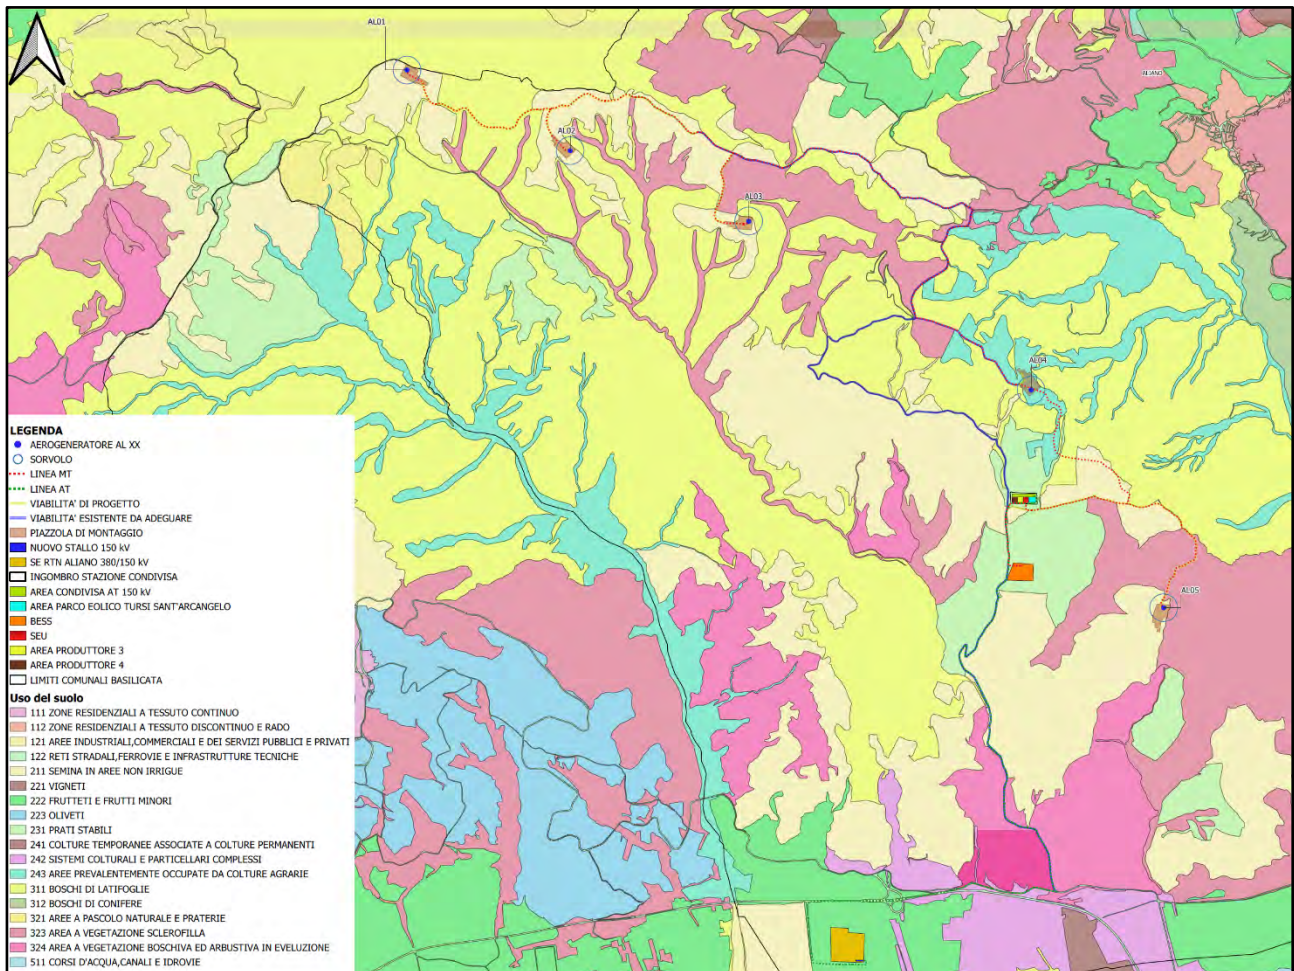 AL01
ALIANO
AL02
AL03
AL04
AL05
LEGENDA
AEROGENERATORE AL XX
SORVOLO
LINEA MT
LINEA AT
VIABILITA' DI PROGETTO
VIABILITA' ESISTENTE DA ADEGUARE
PIAZZOLA DI MONTAGGIO
NUOVO STALLO 150 kV
SE RTN ALIANO 380/150 kV
INGOMBRO STAZIONE CONDIVISA
AREA CONDIVISA AT 150 kV
AREA PARCO EOLICO TURSI SANT'ARCANGELO
BESS
SEU
AREA PRODUTTORE 3
AREA PRODUTTORE 4
LIMITI COMUNALI BASILICATA
Uso del suolo
111 ZONE RESIDENZIALI A TESSUTO CONTINUO
112 ZONE RESIDENZIALI A TESSUTO DISCONTINUO E RADO
121 AREE INDUSTRIALI,COMMERCIALI E DEI SERVIZI PUBBLICI E PRIVATI
122 RETI STRADALI,FERROVIE E INFRASTRUTTURE TECNICHE
211 SEMINA IN AREE NON IRRIGUE
221 VIGNETI
222 FRUTTETI E FRUTTI MINORI
223 OLIVETI
231 PRATI STABILI
241 COLTURE TEMPORANEE ASSOCIATE A COLTURE PERMANENTI
242 SISTEMI COLTURALI E PARTICELLARI COMPLESSI
243 AREE PREVALENTEMENTE OCCUPATE DA COLTURE AGRARIE
311 BOSCHI DI LATIFOGLIE
312 BOSCHI DI CONIFERE
321 AREE A PASCOLO NATURALE E PRATERIE
323 AREA A VEGETAZIONE SCLEROFILLA
324 AREA A VEGETAZIONE BOSCHIVA ED ARBUSTIVA IN EVELUZIONE
511 CORSI D'ACQUA,CANALI E IDROVIE